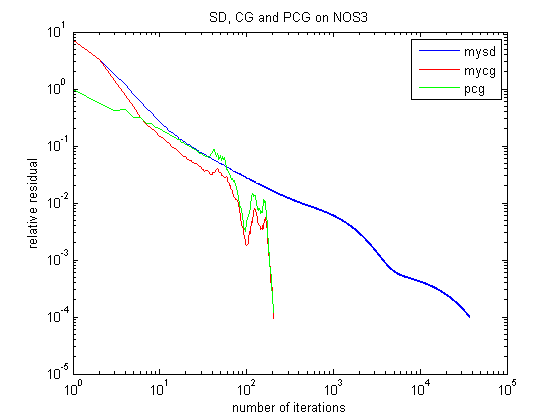 SD, CG and PCG on NOS3
10^1
10^0
10^-1
10^-2
10^-3
10^-4
10^-5
relative residual
mysd
mycg
pcg
10^0
10^1
10^2
10^3
10^4
10^5
number of iterations